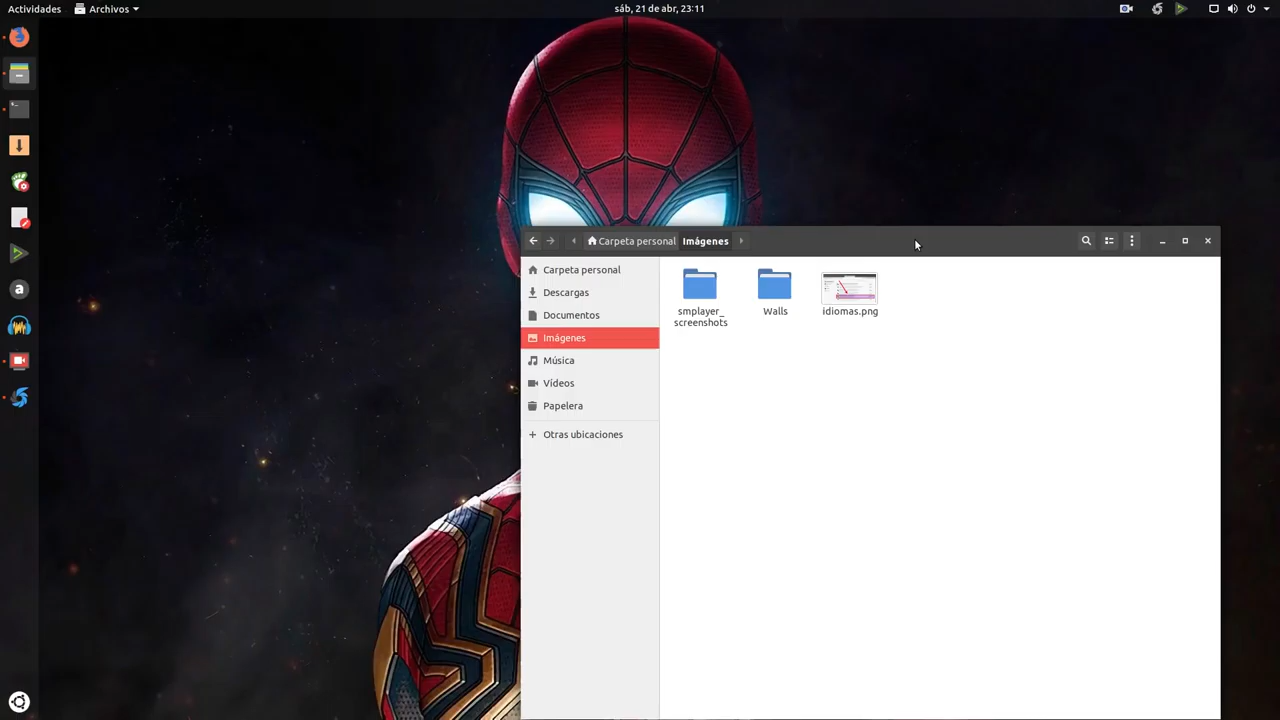 Actividades
Archivos
sáb, 21 de abr, 23:11
Carpeta personal
Imágenes
Carpeta personal
Descargas
Documentos
Imágenes
Música
Vídeos
Papelera
Otras ubicaciones
smplayer_
screenshots
Walls
idiomas.png